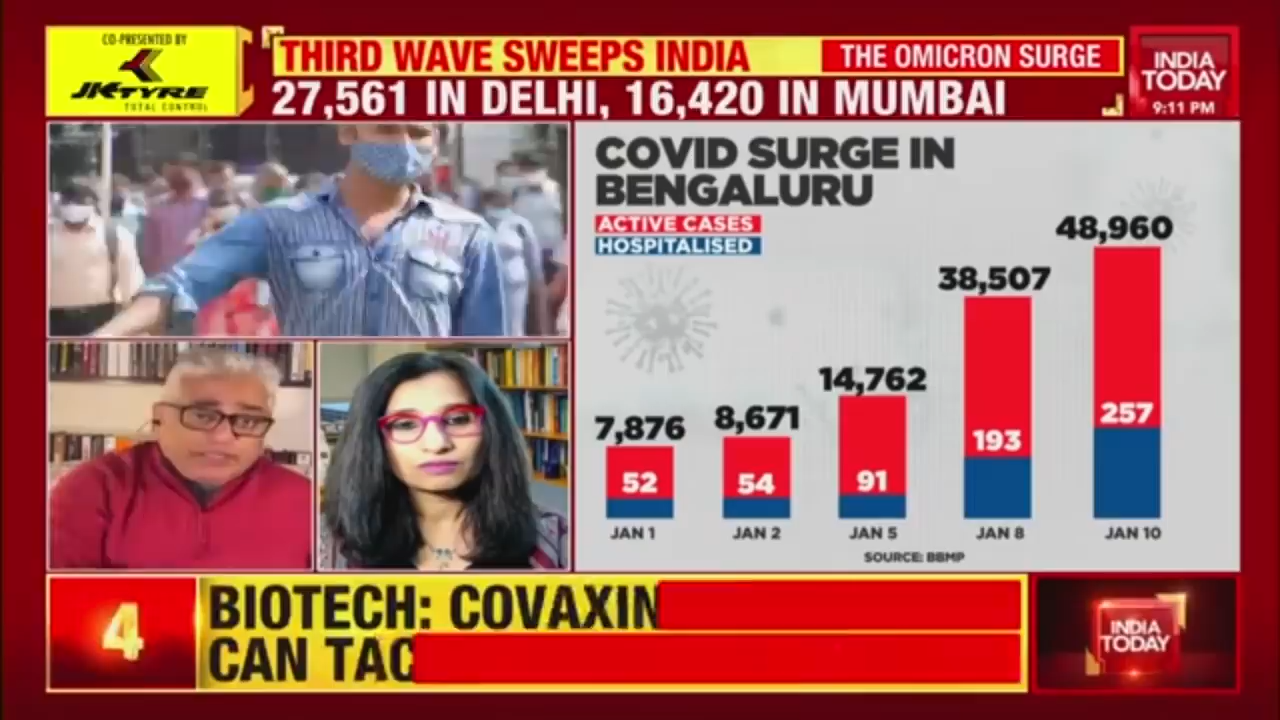 CO-PRESENTED BY
JK TYRE
TOTAL CONTROL
THIRD WAVE SWEEPS INDIA
THE OMICRON SURGE
27,561 IN DELHI, 16,420 IN MUMBAI
INDIA
TODAY
9:11 PM
COVID SURGE IN
BENGALURU
ACTIVE CASES
HOSPITALISED
7,876
8,671
14,762
38,507
48,960
52
54
91
193
257
JAN 1
JAN 2
JAN 5
JAN 8
JAN 10
SOURCE: BBMP
4
BIOTECH: COVAXIN
CAN TAC
INDIA
TODAY